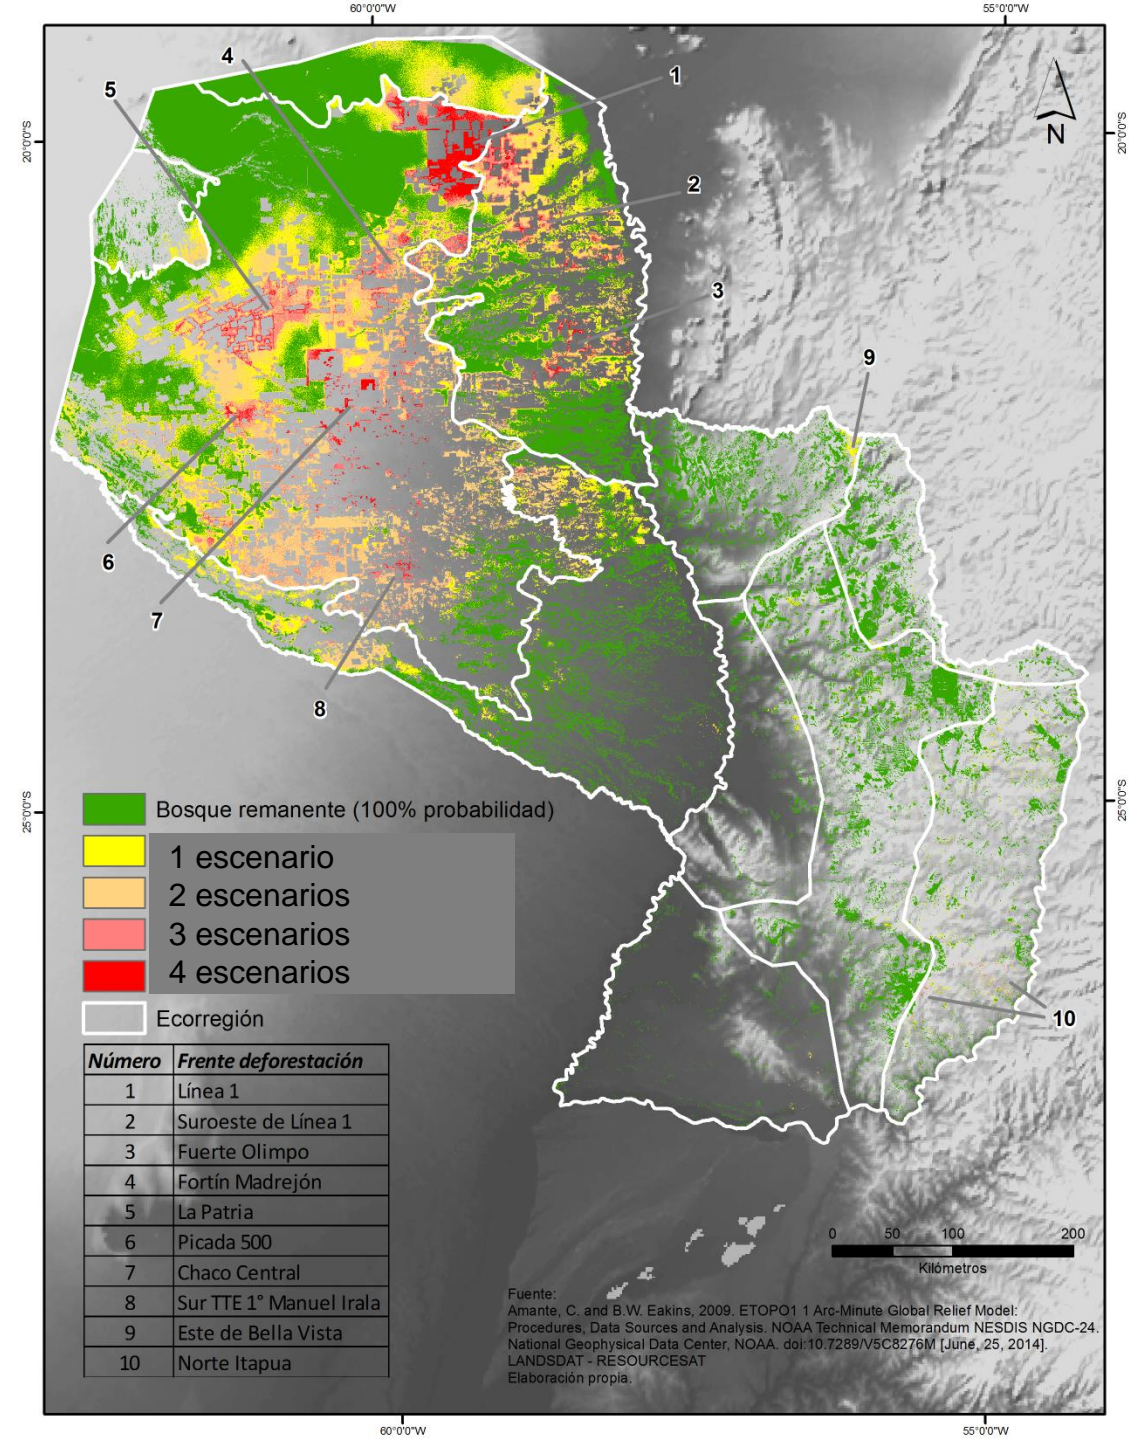 60°0'0"W 55°0'0"W
20°0'0"S 20°0'0"S
N
4
1
5
2
3
9
6
7
8
25°0'0"S 25°0'0"S
Bosque remanente (100% probabilidad)
1 escenario
2 escenarios
3 escenarios
4 escenarios
Ecorregión
10
Número Frente deforestación
1 Línea 1
2 Suroeste de Línea 1
3 Fuerte Olimpo
4 Fortín Madrejón
5 La Patria
6 Picada 500
7 Chaco Central
8 Sur TTE 1° Manuel Irala
9 Este de Bella Vista
10 Norte Itapua
0 50 100 200
Kilómetros
Fuente:
Amante, C. and B.W. Eakins, 2009. ETOPO1 1 Arc-Minute Global Relief Model:
Procedures, Data Sources and Analysis. NOAA Technical Memorandum NESDIS NGDC-24.
National Geophysical Data Center, NOAA. doi:10.7289/V5C8276M [June, 25, 2014].
LANDSDAT - RESOURCESAT
Elaboración propia.
60°0'0"W 55°0'0"W